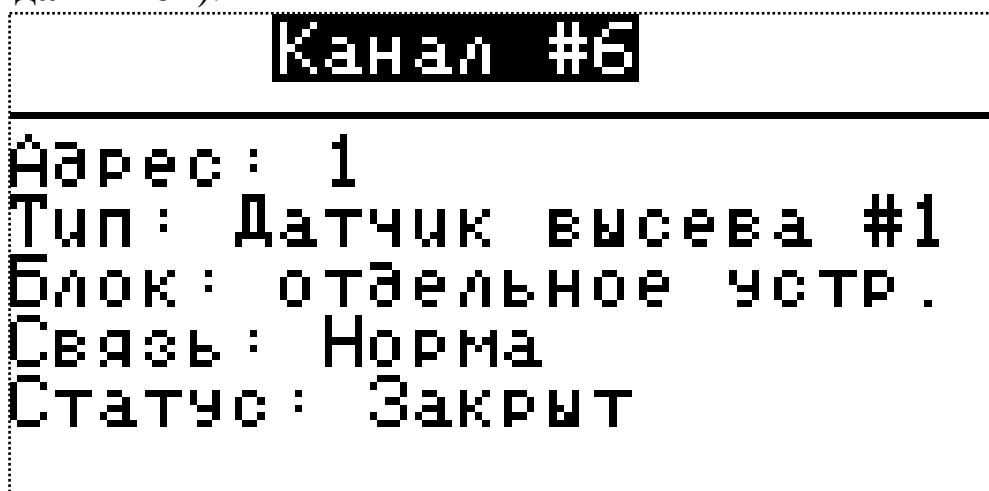 Канал #6
Адрес: 1
Тип: Датчик высева #1
Блок: отдельное устр.
Связь: Норма
Статус: Закрыт